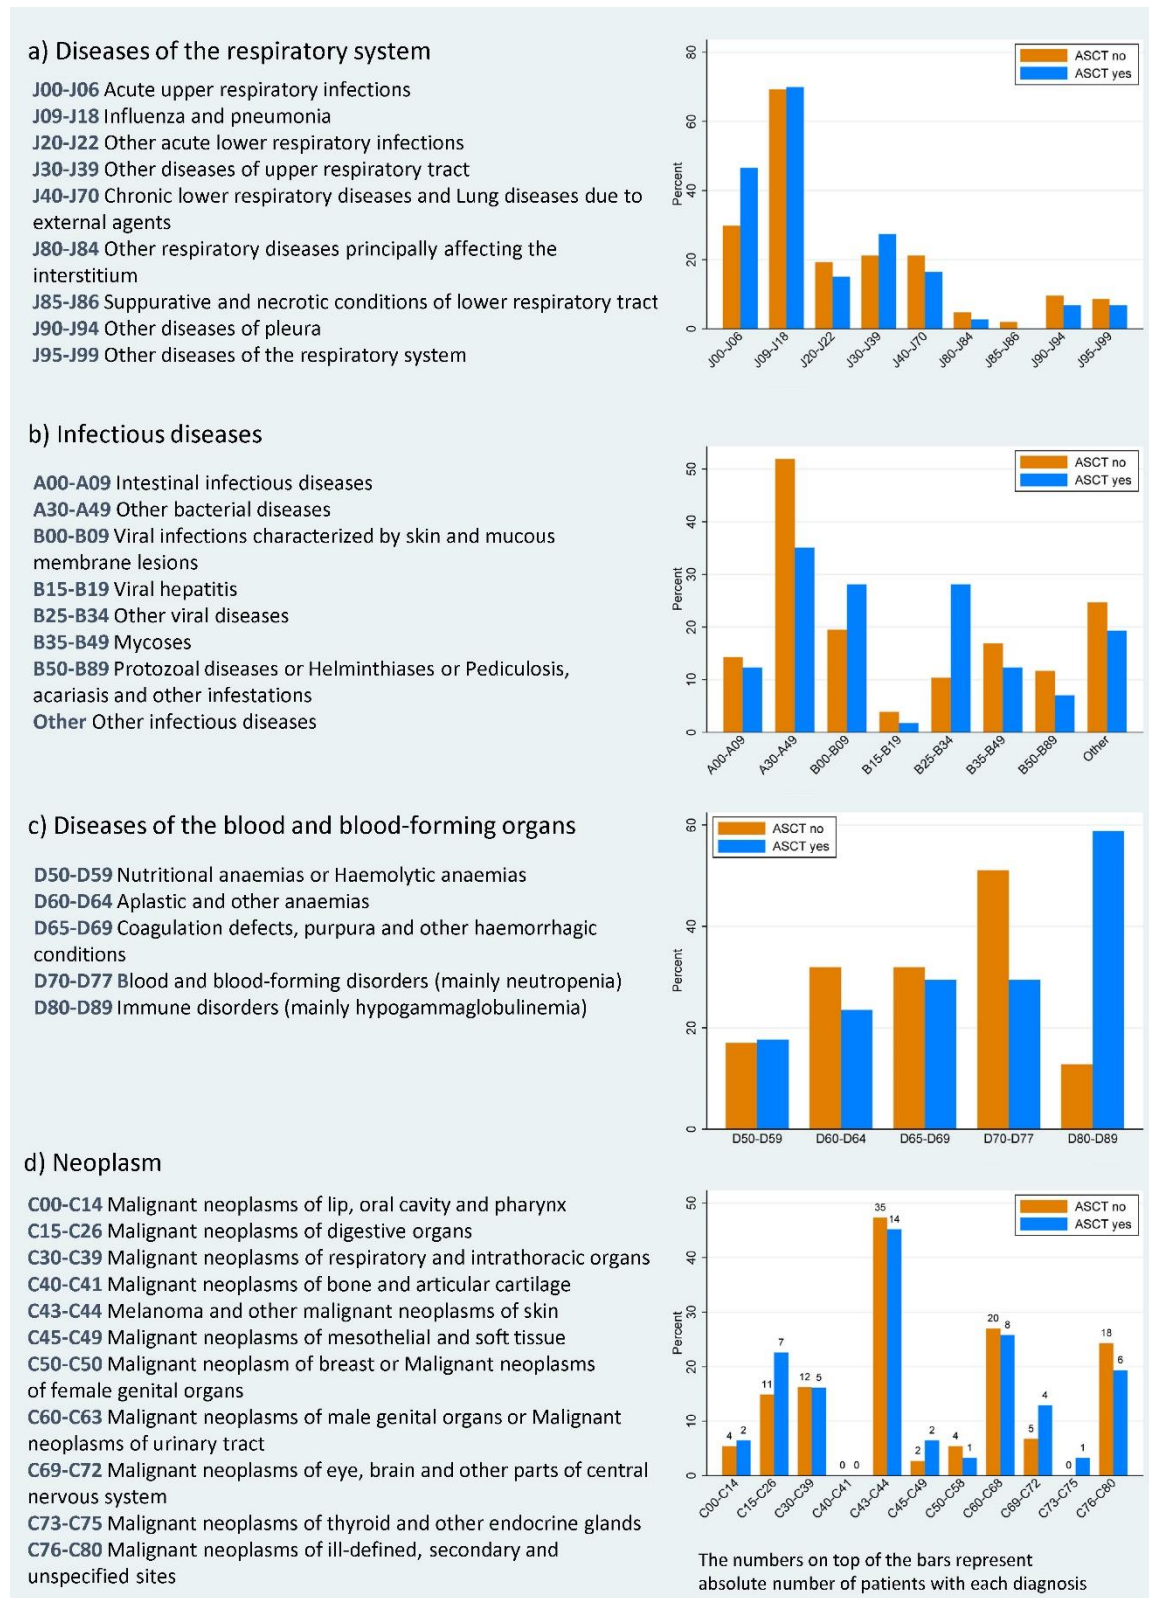 a) Diseases of the respiratory system
J00-J06 Acute upper respiratory infections
J09-J18 Influenza and pneumonia
J20-J22 Other acute lower respiratory infections
J30-J39 Other diseases of upper respiratory tract
J40-J70 Chronic lower respiratory diseases and Lung diseases due to
external agents
J80-J84 Other respiratory diseases principally affecting the
interstitium
J85-J86 Suppurative and necrotic conditions of lower respiratory tract
J90-J94 Other diseases of pleura
J95-J99 Other diseases of the respiratory system
ASCT no
ASCT yes
Percent
80
60
40
20
0
J00-J06
J09-J18
J20-J22
J30-J39
J40-J70
J80-J84
J85-J86
J90-J94
J95-J99
b) Infectious diseases
A00-A09 Intestinal infectious diseases
A30-A49 Other bacterial diseases
B00-B09 Viral infections characterized by skin and mucous
membrane lesions
B15-B19 Viral hepatitis
B25-B34 Other viral diseases
B35-B49 Mycoses
B50-B89 Protozoal diseases or Helminthiases or Pediculosis,
acariasis and other infestations
Other Other infectious diseases
ASCT no
ASCT yes
Percent
50
40
30
20
10
0
A00-A09
A30-A49
B00-B09
B15-B19
B25-B34
B35-B49
B50-B89
Other
c) Diseases of the blood and blood-forming organs
D50-D59 Nutritional anaemias or Haemolytic anaemias
D60-D64 Aplastic and other anaemias
D65-D69 Coagulation defects, purpura and other haemorrhagic
conditions
D70-D77 Blood and blood-forming disorders (mainly neutropenia)
D80-D89 Immune disorders (mainly hypogammaglobulinemia)
ASCT no
ASCT yes
Percent
60
40
20
0
D50-D59
D60-D64
D65-D69
D70-D77
D80-D89
d) Neoplasm
C00-C14 Malignant neoplasms of lip, oral cavity and pharynx
C15-C26 Malignant neoplasms of digestive organs
C30-C39 Malignant neoplasms of respiratory and intrathoracic organs
C40-C41 Malignant neoplasms of bone and articular cartilage
C43-C44 Melanoma and other malignant neoplasms of skin
C45-C49 Malignant neoplasms of mesothelial and soft tissue
C50-C50 Malignant neoplasm of breast or Malignant neoplasms
of female genital organs
C60-C63 Malignant neoplasms of male genital organs or Malignant
neoplasms of urinary tract
C69-C72 Malignant neoplasms of eye, brain and other parts of central
nervous system
C73-C75 Malignant neoplasms of thyroid and other endocrine glands
C76-C80 Malignant neoplasms of ill-defined, secondary and
unspecified sites
ASCT no
ASCT yes
Percent
50
40
30
20
10
0
4 2
11 7
12 5
0 0
35 14
2 2
4 1
20 8
5 4
0 1
18 6
C00-C14
C15-C26
C30-C39
C40-C41
C43-C44
C45-C49
C50-C58
C60-C68
C69-C72
C73-C75
C76-C80
The numbers on top of the bars represent
absolute number of patients with each diagnosis